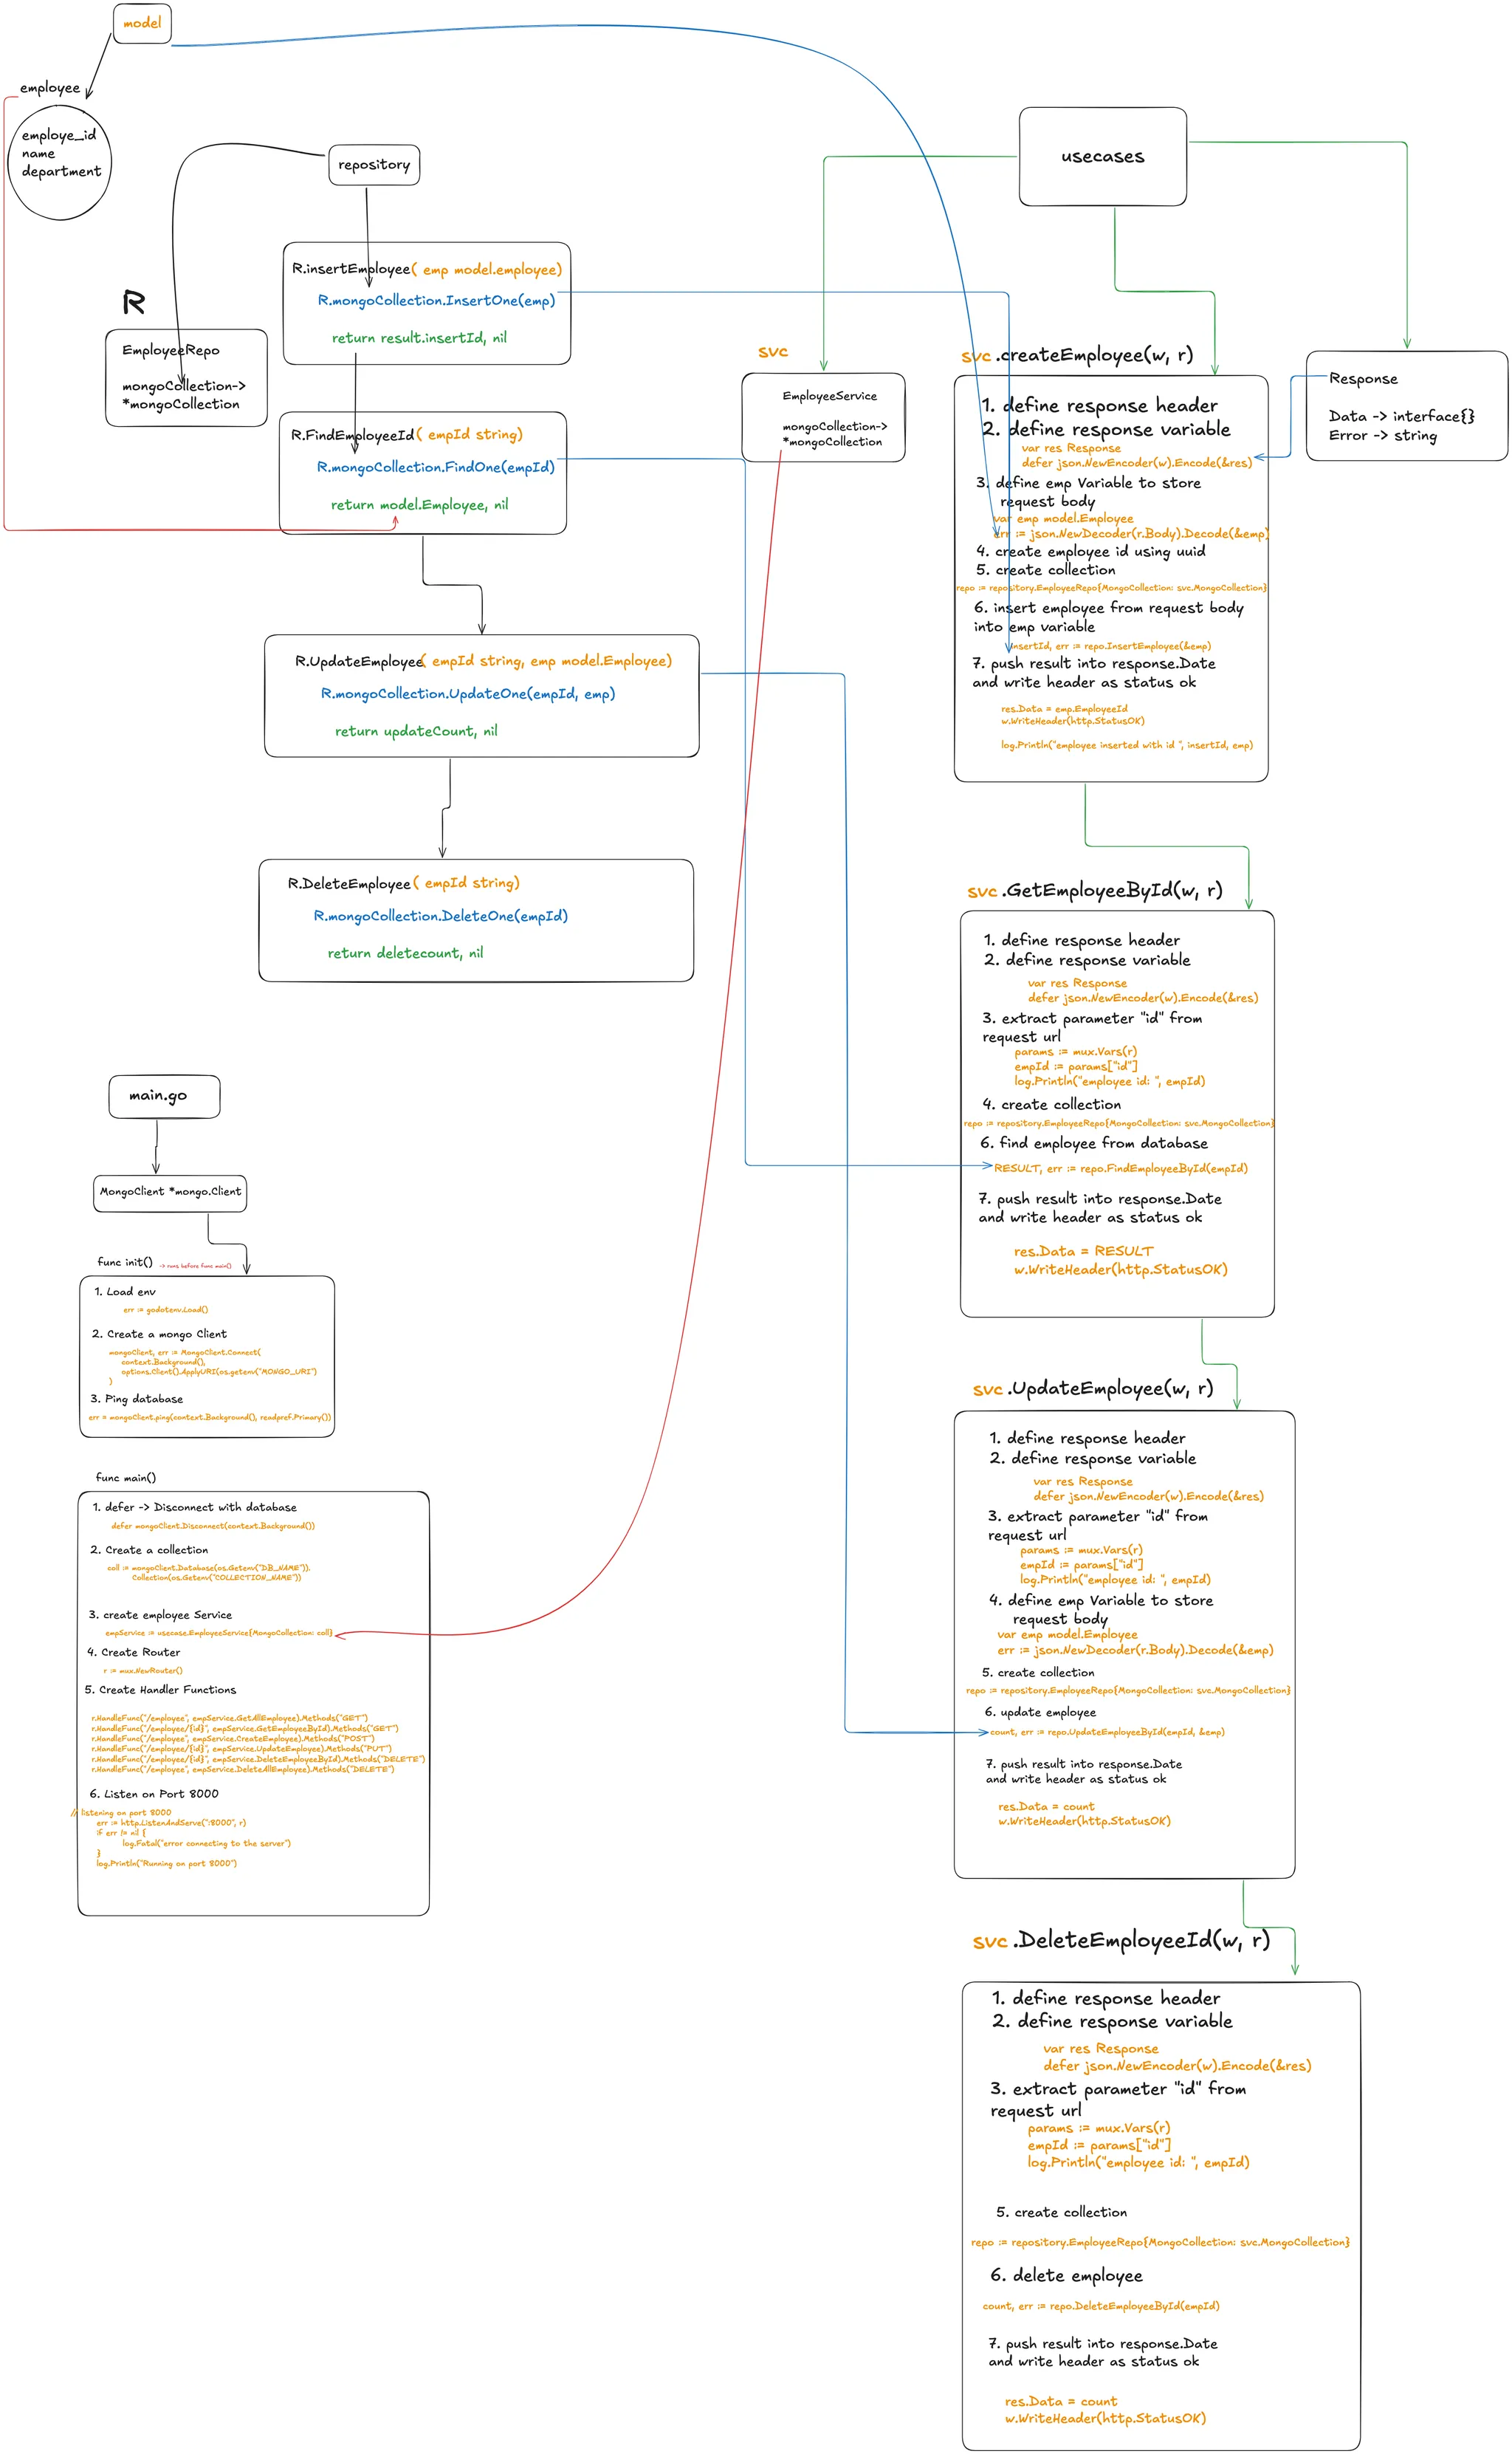 model
employee
employe_id
name
department
repository
R.insertEmployee( emp model.employee)
R.mongoCollection.InsertOne(emp)
return result.insertId, nil
R
EmployeeRepo
mongoCollection->
*mongoCollection
R.FindEmployeeId( empId string)
R.mongoCollection.FindOne(empId)
return model.Employee, nil
R.UpdateEmployee( empId string, emp model.Employee)
R.mongoCollection.UpdateOne(empId, emp)
return updateCount, nil
R.DeleteEmployee( empId string)
R.mongoCollection.DeleteOne(empId)
return deletecount, nil
usecases
svc
EmployeeService
mongoCollection->
*mongoCollection
Response
Data -> interface{}
Error -> string
svc .createEmployee(w, r)
1. define response header
2. define response variable
var res Response
defer json.NewEncoder(w).Encode(&res)
3. define emp Variable to store
request body
var emp model.Employee
err := json.NewDecoder(r.Body).Decode(&emp)
4. create employee id using uuid
5. create collection
repo := repository.EmployeeRepo{MongoCollection: svc.MongoCollection}
6. insert employee from request body
into emp variable
insertId, err := repo.InsertEmployee(&emp)
7. push result into response.Date
and write header as status ok
res.Data = emp.EmployeeId
w.WriteHeader(http.StatusOK)
log.Println("employee inserted with id ", insertId, emp)
svc .GetEmployeeById(w, r)
1. define response header
2. define response variable
var res Response
defer json.NewEncoder(w).Encode(&res)
3. extract parameter "id" from
request url
params := mux.Vars(r)
empId := params["id"]
log.Println("employee id: ", empId)
4. create collection
repo := repository.EmployeeRepo{MongoCollection: svc.MongoCollection}
6. find employee from database
RESULT, err := repo.FindEmployeeById(empId)
7. push result into response.Date
and write header as status ok
res.Data = RESULT
w.WriteHeader(http.StatusOK)
svc .UpdateEmployee(w, r)
1. define response header
2. define response variable
var res Response
defer json.NewEncoder(w).Encode(&res)
3. extract parameter "id" from
request url
params := mux.Vars(r)
empId := params["id"]
log.Println("employee id: ", empId)
4. define emp Variable to store
request body
var emp model.Employee
err := json.NewDecoder(r.Body).Decode(&emp)
5. create collection
repo := repository.EmployeeRepo{MongoCollection: svc.MongoCollection}
6. update employee
count, err := repo.UpdateEmployeeById(empId, &emp)
7. push result into response.Date
and write header as status ok
res.Data = count
w.WriteHeader(http.StatusOK)
svc .DeleteEmployeeId(w, r)
1. define response header
2. define response variable
var res Response
defer json.NewEncoder(w).Encode(&res)
3. extract parameter "id" from
request url
params := mux.Vars(r)
empId := params["id"]
log.Println("employee id: ", empId)
5. create collection
repo := repository.EmployeeRepo{MongoCollection: svc.MongoCollection}
6. delete employee
count, err := repo.DeleteEmployeeById(empId)
7. push result into response.Date
and write header as status ok
res.Data = count
w.WriteHeader(http.StatusOK)
main.go
MongoClient *mongo.Client
func init() -> runs before func main()
1. Load env
err := godotenv.Load()
2. Create a mongo Client
mongoClient, err := MongoClient.Connect(
context.Background(),
options.Client().ApplyURI(os.getenv("MONGO_URI")
)
3. Ping database
err = mongoClient.ping(context.Background(), readpref.Primary())
func main()
1. defer -> Disconnect with database
defer mongoClient.Disconnect(context.Background())
2. Create a collection
coll := mongoClient.Database(os.Getenv("DB_NAME")).
Collection(os.Getenv("COLLECTION_NAME"))
3. create employee Service
empService := usecase.EmployeeService{MongoCollection: coll}
4. Create Router
r := mux.NewRouter()
5. Create Handler Functions
r.HandleFunc("/employee", empService.GetAllEmployee).Methods("GET")
r.HandleFunc("/employee/{id}", empService.GetEmployeeById).Methods("GET")
r.HandleFunc("/employee", empService.CreateEmployee).Methods("POST")
r.HandleFunc("/employee/{id}", empService.UpdateEmployee).Methods("PUT")
r.HandleFunc("/employee/{id}", empService.DeleteEmployeeById).Methods("DELETE")
r.HandleFunc("/employee", empService.DeleteAllEmployee).Methods("DELETE")
6. Listen on Port 8000
// listening on port 8000
err := http.ListenAndServe(":8000", r)
if err != nil {
log.Fatal("error connecting to the server")
}
log.Println("Running on port 8000")